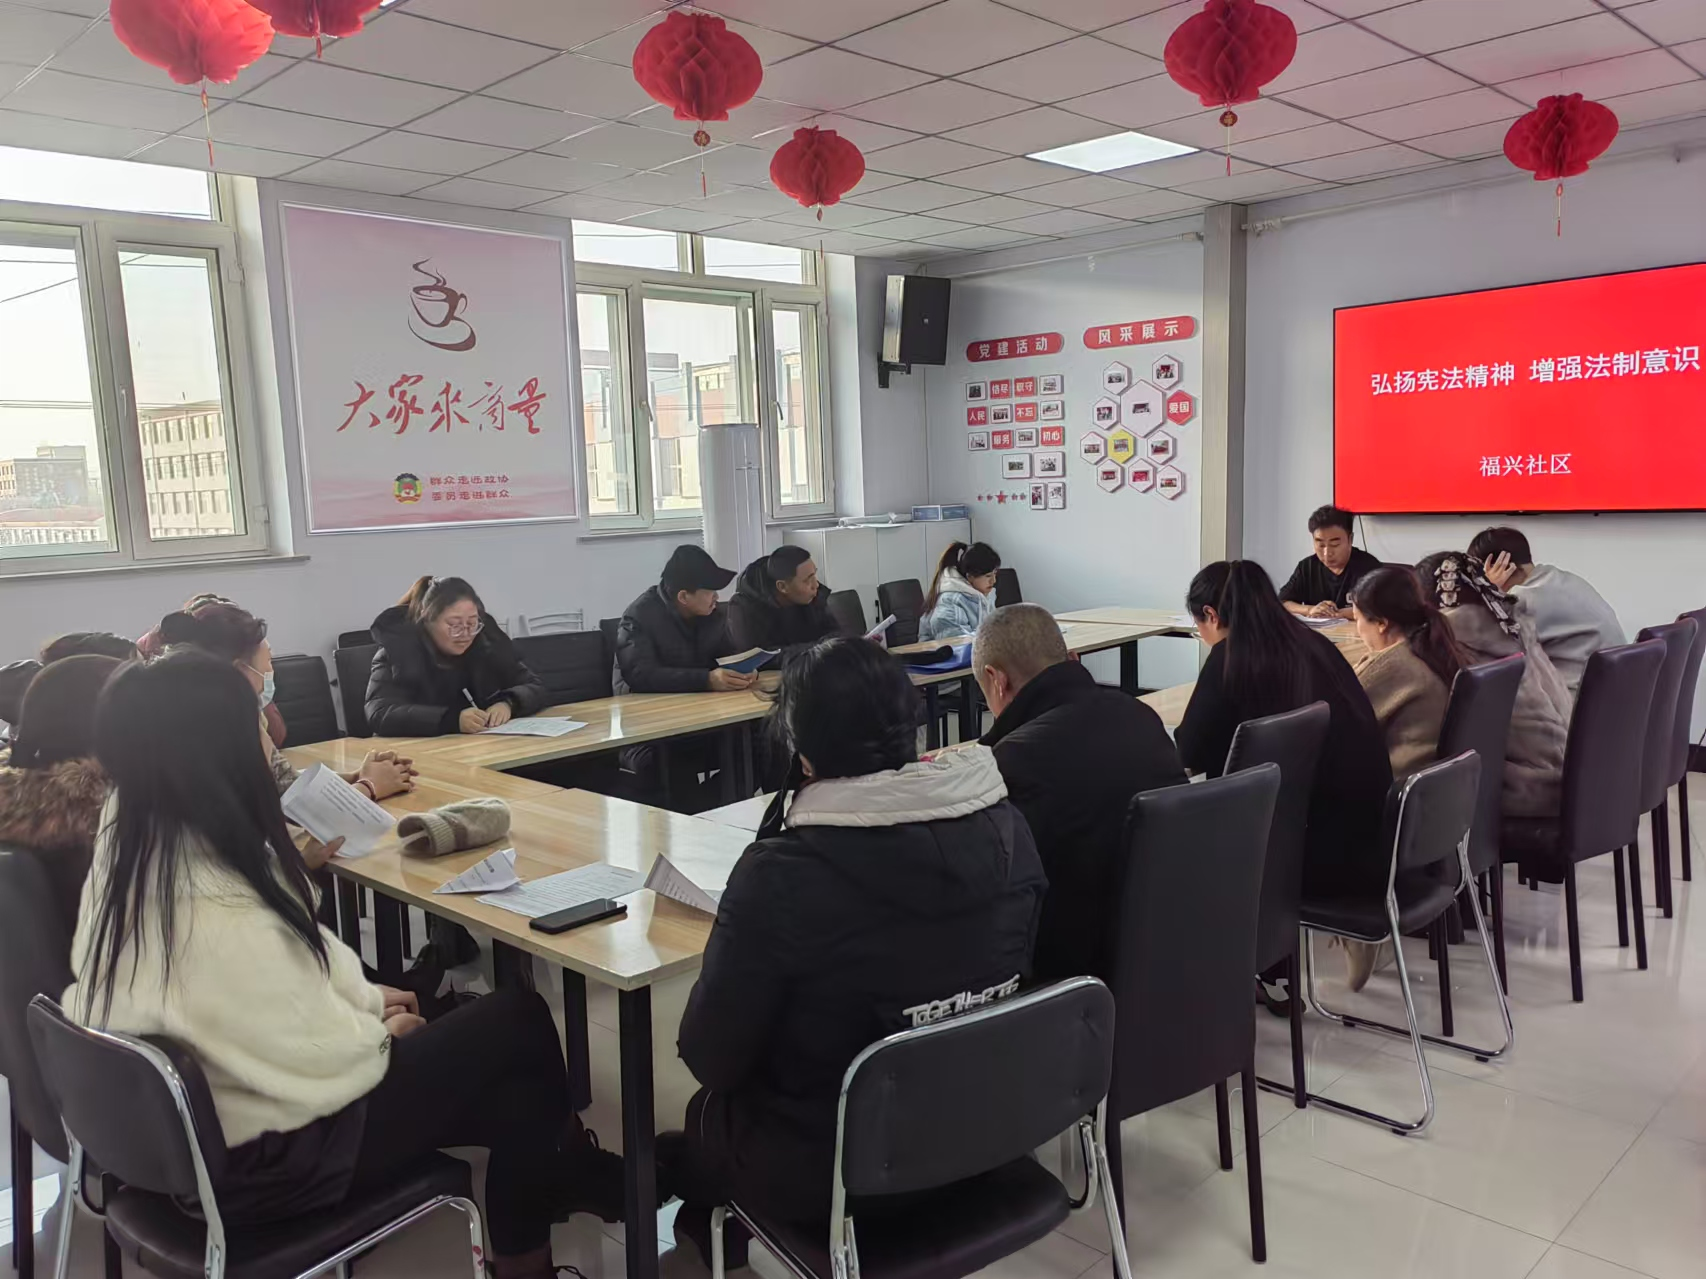 大家来商量
群众走进政协
委员走进群众
党建活动
恪尽 职守
人民 不忘
服务 初心
风采展示
爱国
弘扬宪法精神 增强法制意识
福兴社区
TOGETHER